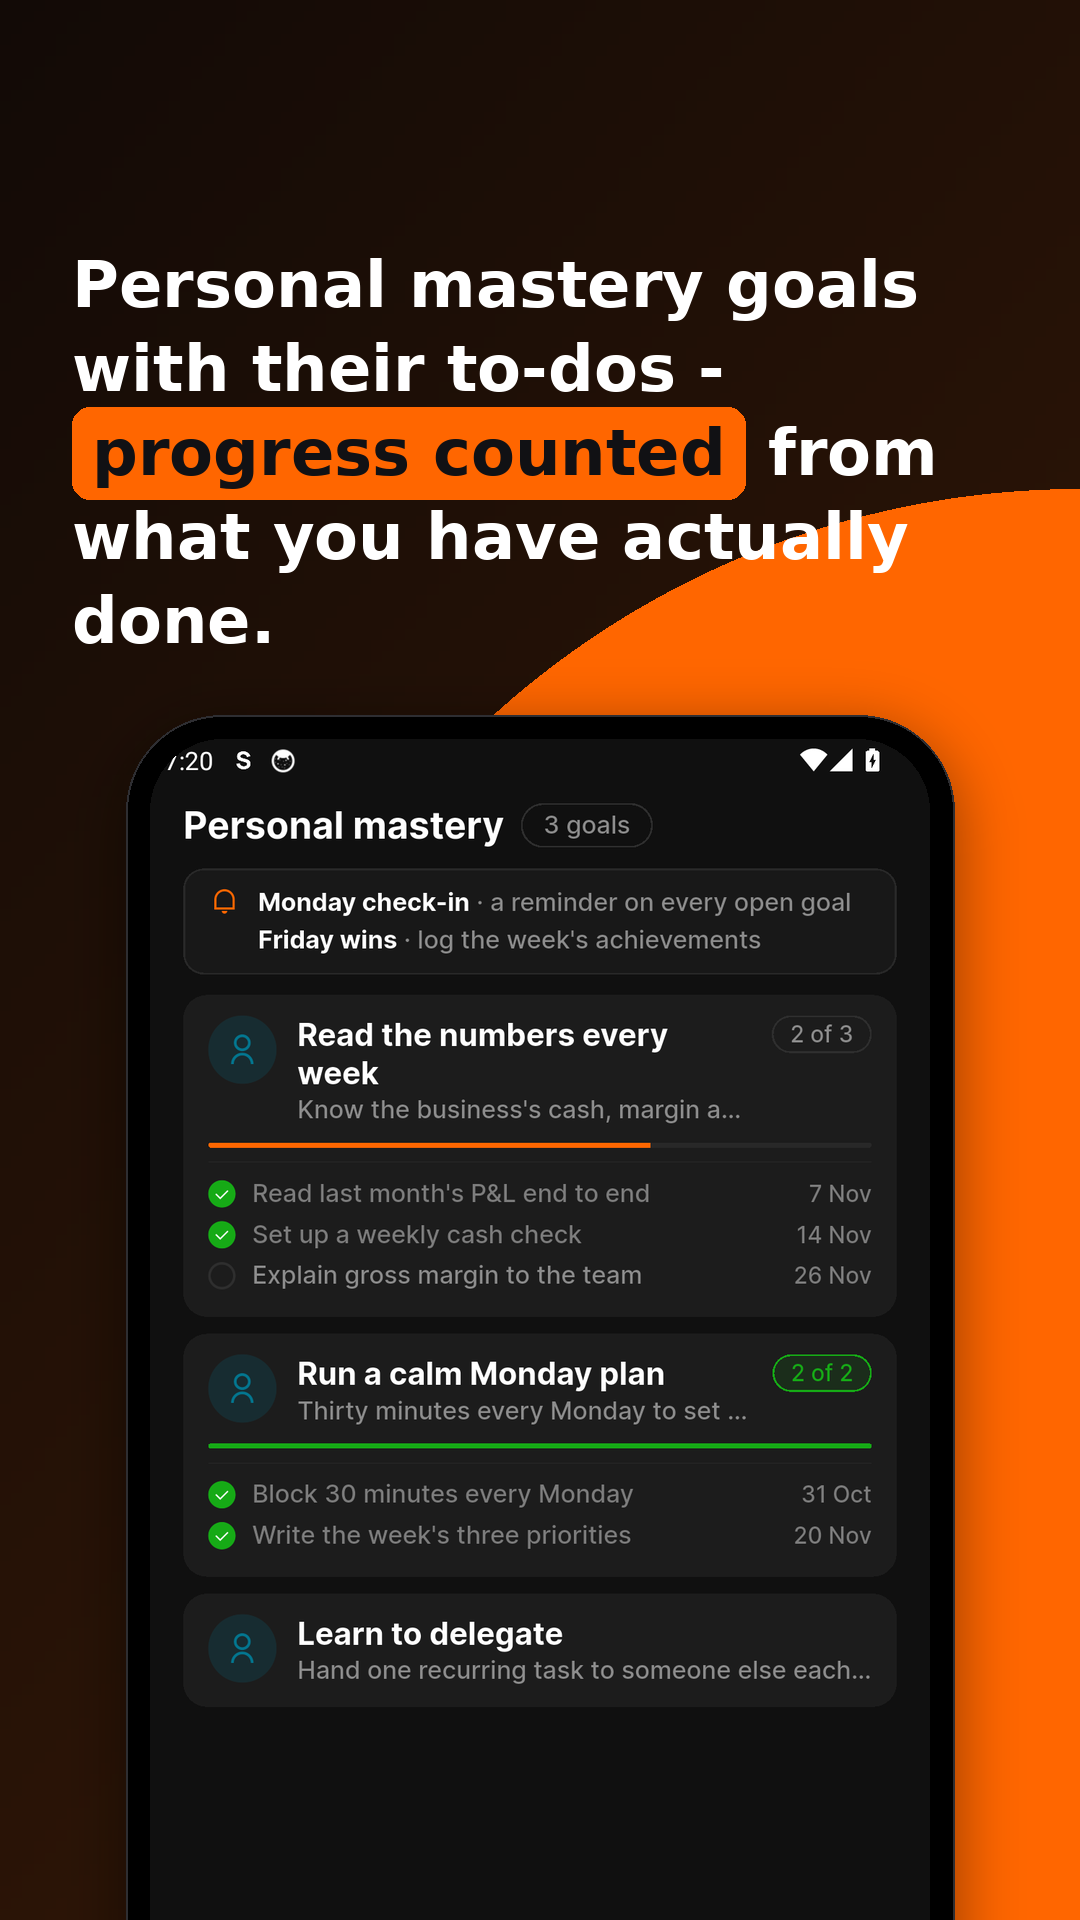 Personal mastery goals
with their to-dos -
progress counted from
what you have actually
done.
7:20 S
Personal mastery 3 goals
Monday check-in · a reminder on every open goal
Friday wins · log the week's achievements
Read the numbers every 2 of 3
week
Know the business's cash, margin a...
Read last month's P&L end to end 7 Nov
Set up a weekly cash check 14 Nov
Explain gross margin to the team 26 Nov
Run a calm Monday plan 2 of 2
Thirty minutes every Monday to set ...
Block 30 minutes every Monday 31 Oct
Write the week's three priorities 20 Nov
Learn to delegate
Hand one recurring task to someone else each...